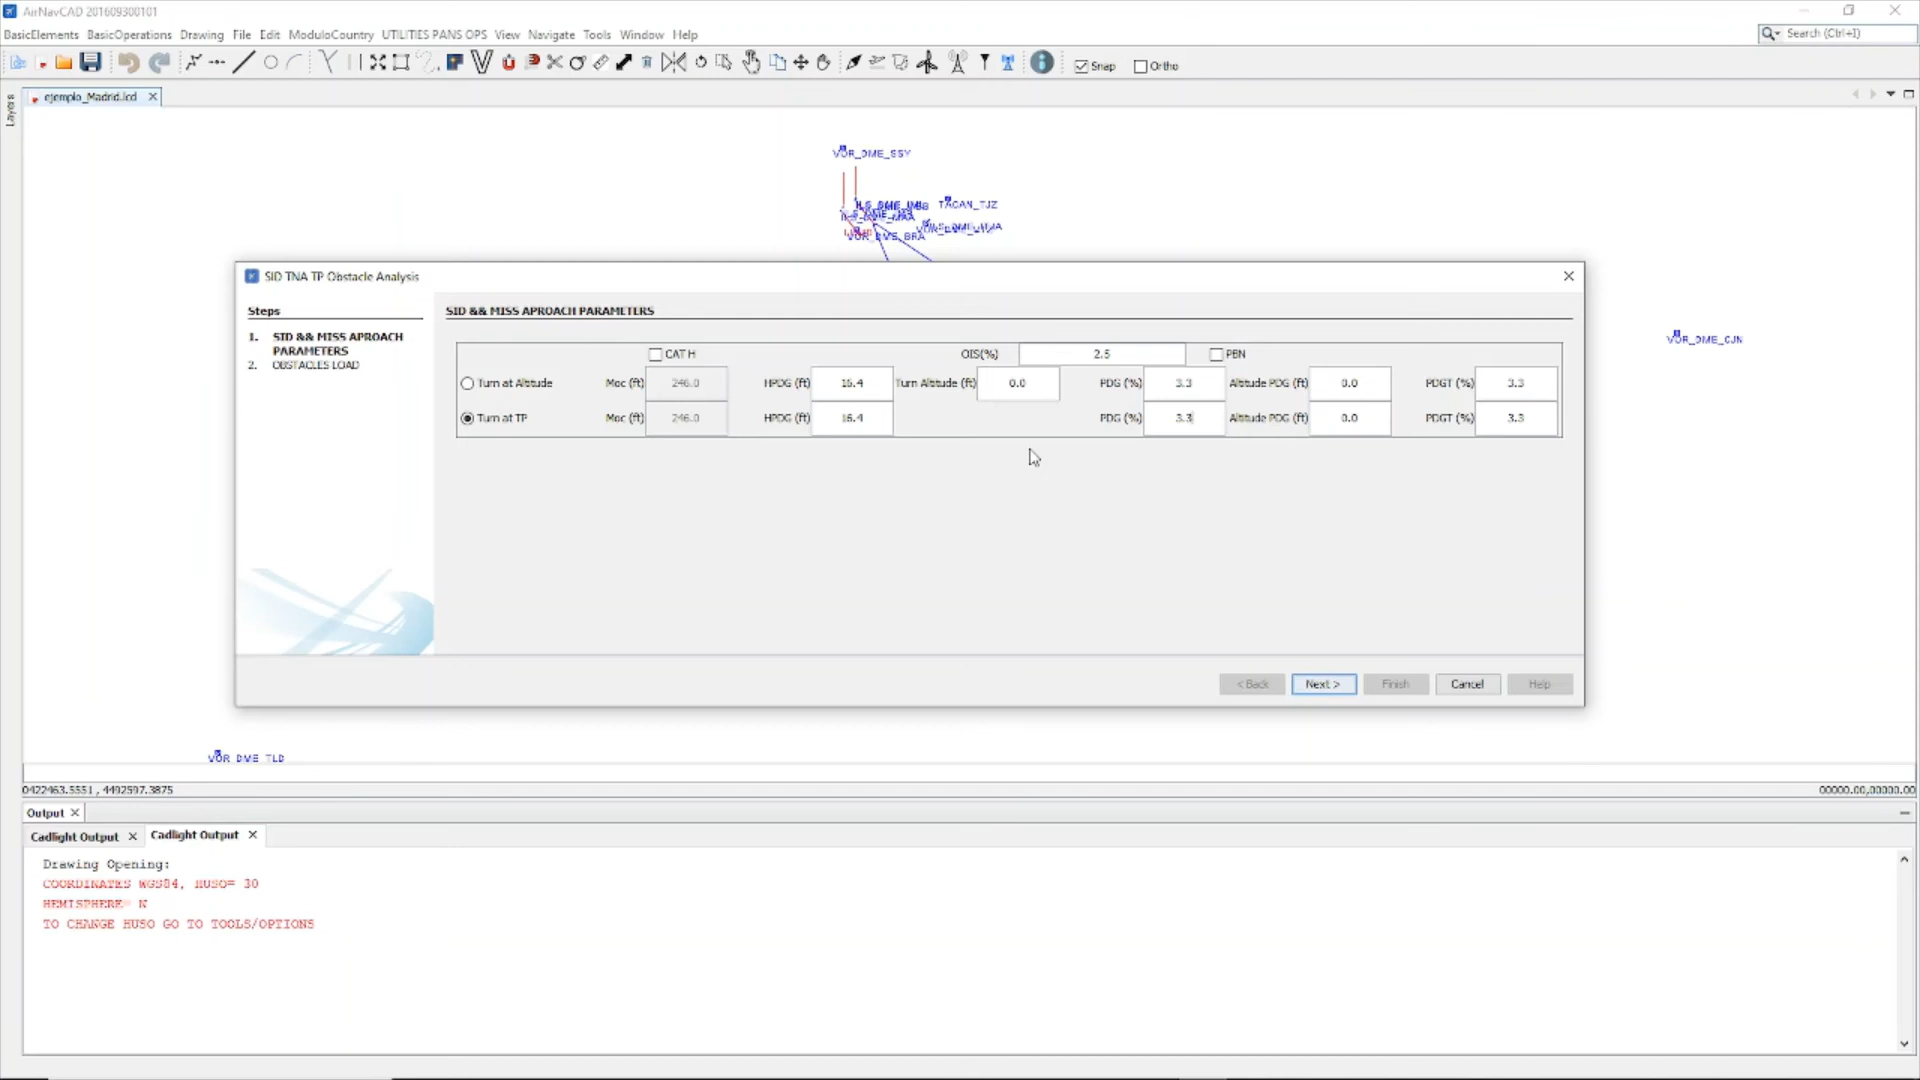 AirNavCAD 201609300101
BasicElements BasicOperations Drawing File Edit ModuloCountry UTILITIES PANS OPS View Navigate Tools Window Help
Search (Ctrl+I)
Snap Ortho
Layers
ejemplo_Madrid.lcd
VOR_DME_SSY
TACAN_TJZ
VOR_DME_BRA
SID TNA TP Obstacle Analysis
Steps
SID && MISS APROACH PARAMETERS
1. SID && MISS APROACH
PARAMETERS
2. OBSTACLES LOAD
CAT H OIS(%) 2.5 PBN
Turn at Altitude Moc (ft) 246.0 HPDG (ft) 16.4 Turn Altitude (ft) 0.0 PDG (%) 3.3 Altitude PDG (ft) 0.0 PDGT (%) 3.3
Turn at TP Moc (ft) 246.0 HPDG (ft) 16.4 PDG (%) 3.3 Altitude PDG (ft) 0.0 PDGT (%) 3.3
VOR_DME_CJN
< Back Next > Finish Cancel Help
VOR_DME_TLD
0422463.5551 , 4492597.3875
00000.00,00000.00
Output
Cadlight Output Cadlight Output
Drawing Opening:
COORDINATES WGS84, HUSO= 30
HEMISPHERE= N
TO CHANGE HUSO GO TO TOOLS/OPTIONS